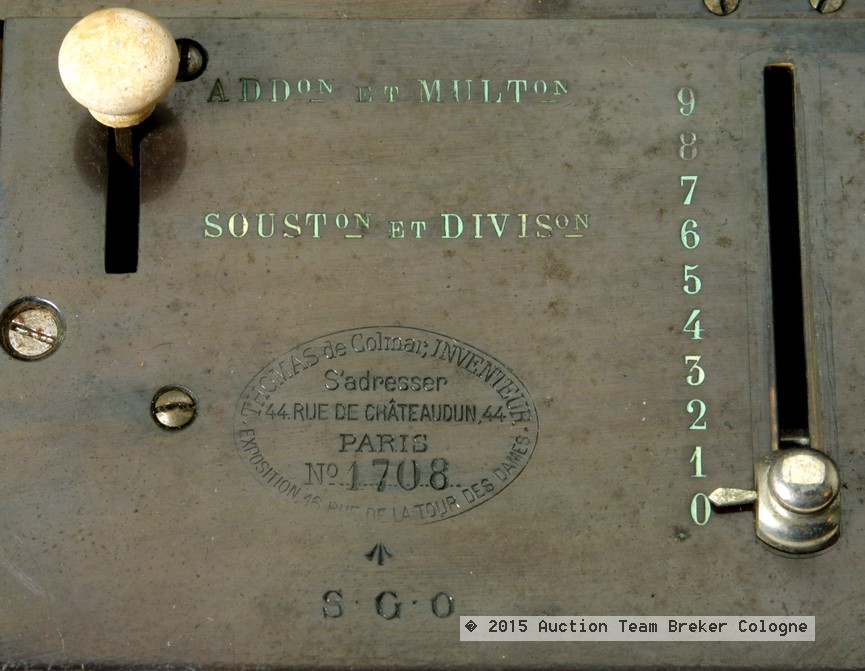 ADDON ET MULTON
SOUSTON ET DIVISON
9
8
7
6
5
4
3
2
1
0
THOMAS de Colmar, INVENTEUR
S'adresser
44. RUE DE CHÂTEAUDUN, 44
PARIS
No 1708
EXPOSITION 16 RUE DE LA TOUR DES DAMES
S·G·O
� 2015 Auction Team Breker Cologne